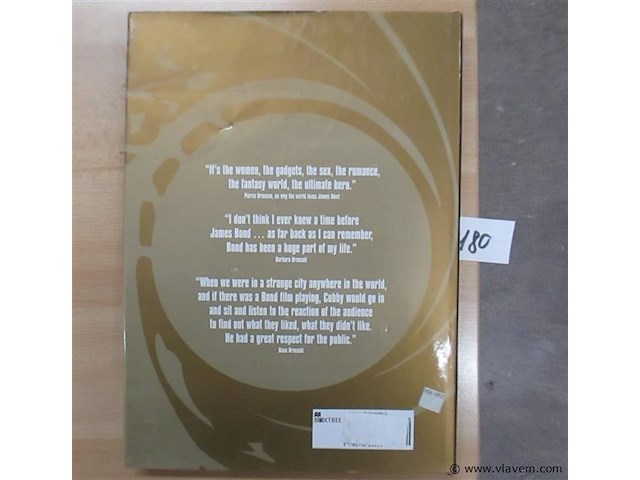 "It's the women, the gadgets, the sex, the romance,
the fantasy world, the ultimate hero."
Pierce Brosnan, on why the world loves James Bond
"I don't think I ever knew a time before
James Bond ... as far back as I can remember,
Bond has been a huge part of my life."
Barbara Broccoli
"When we were in a strange city anywhere in the world,
and if there was a Bond film playing, Cubby would go in
and sit and listen to the reaction of the audience
to find out what they liked, what they didn't like.
He had a great respect for the public."
Dana Broccoli
180
BOXTREE
© www.vlavem.com